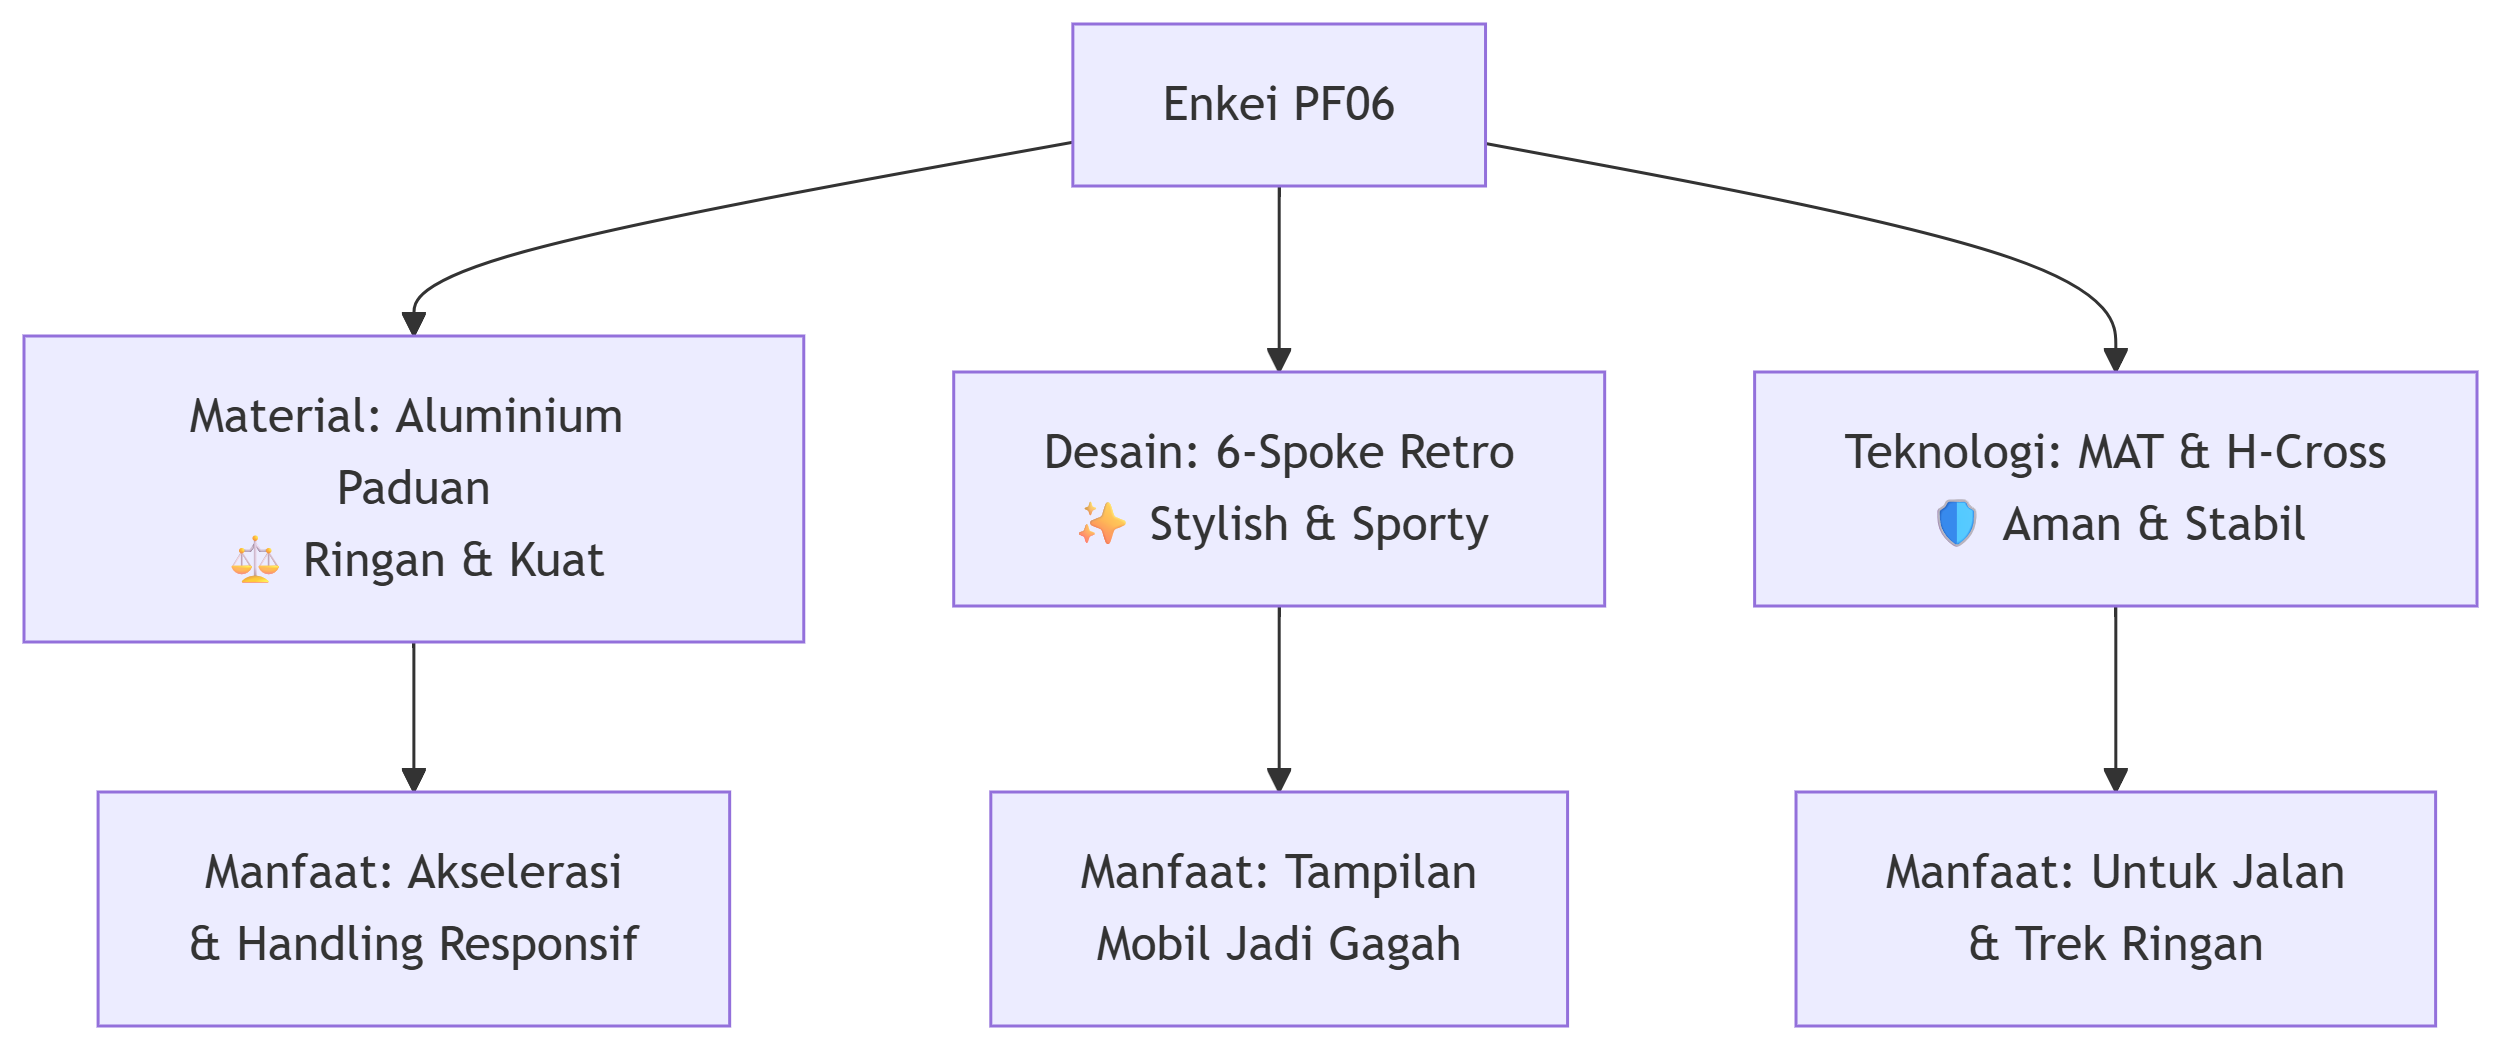 Enkei PF06
Material: Aluminium
Paduan
⚖️ Ringan & Kuat
Desain: 6-Spoke Retro
✨ Stylish & Sporty
Teknologi: MAT & H-Cross
🛡️ Aman & Stabil
Manfaat: Akselerasi
& Handling Responsif
Manfaat: Tampilan
Mobil Jadi Gagah
Manfaat: Untuk Jalan
& Trek Ringan